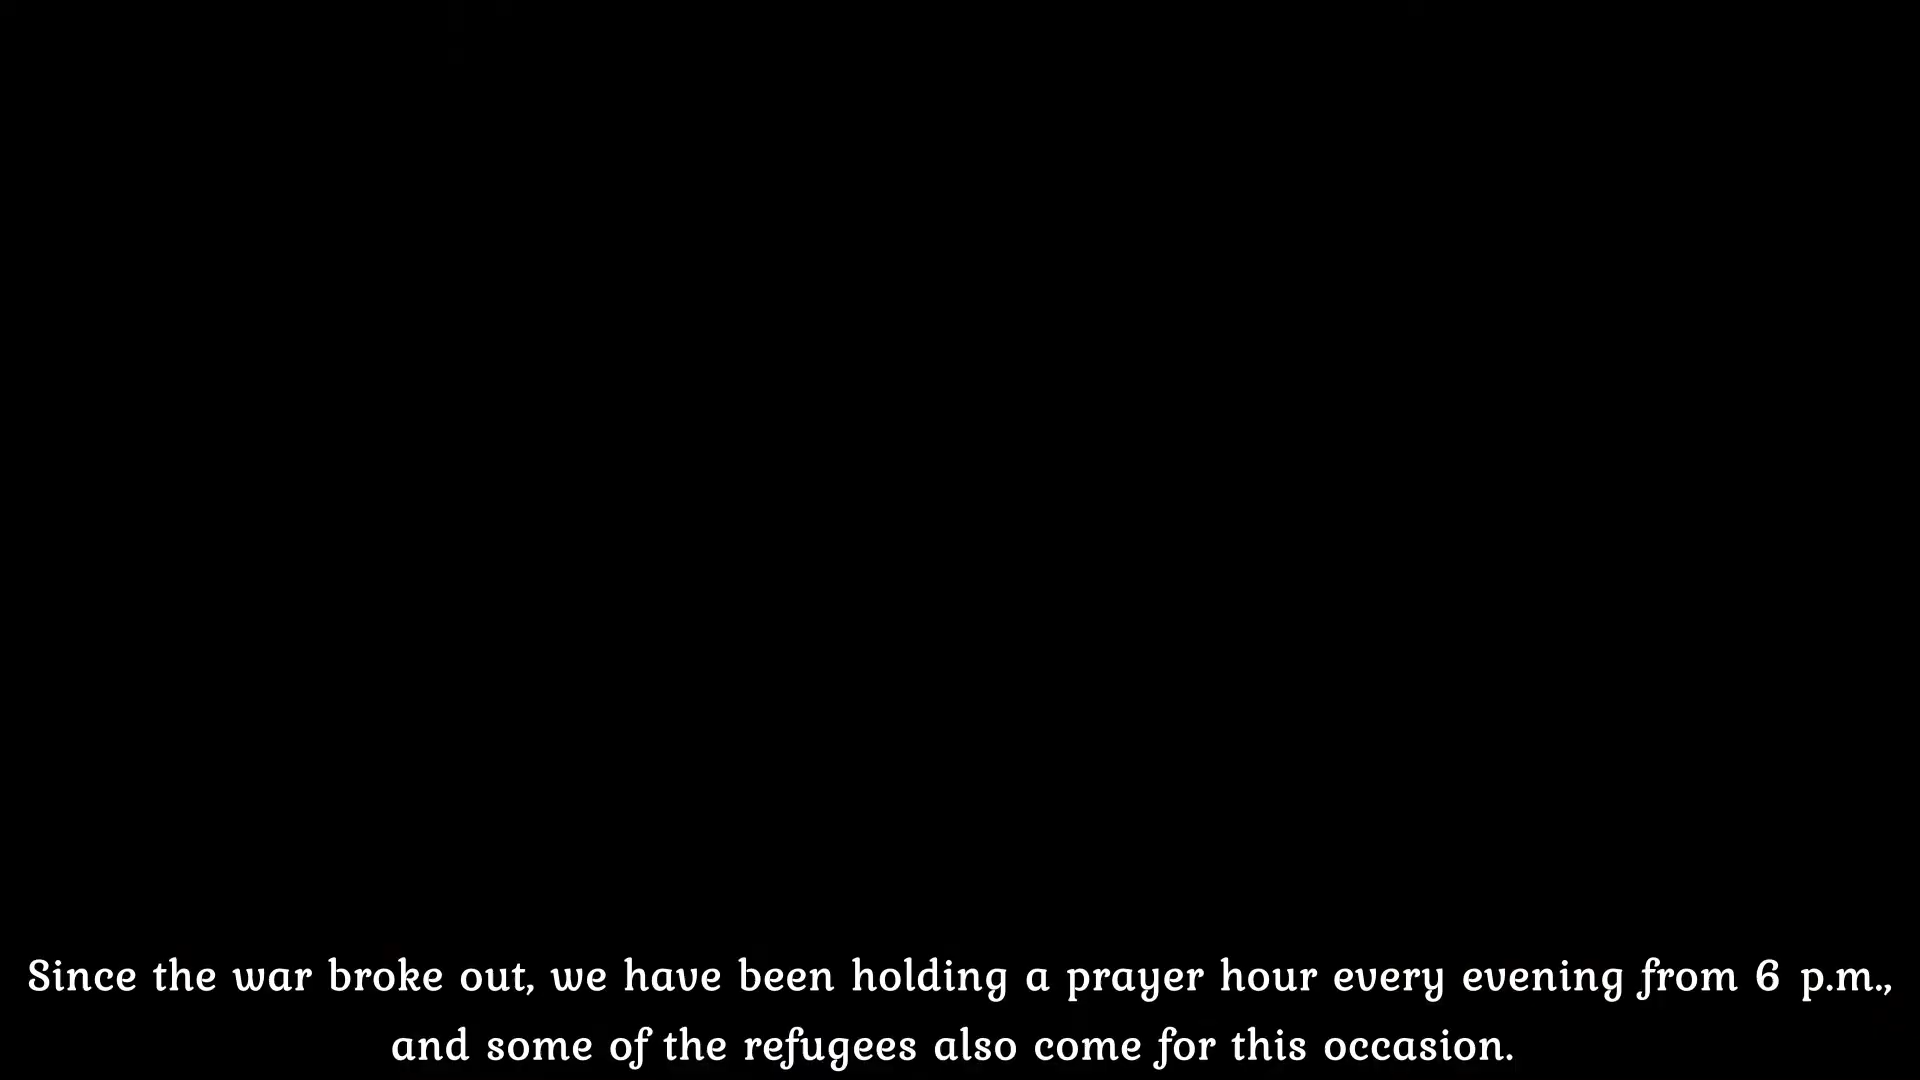 Since the war broke out, we have been holding a prayer hour every evening from 6 p.m.,
and some of the refugees also come for this occasion.